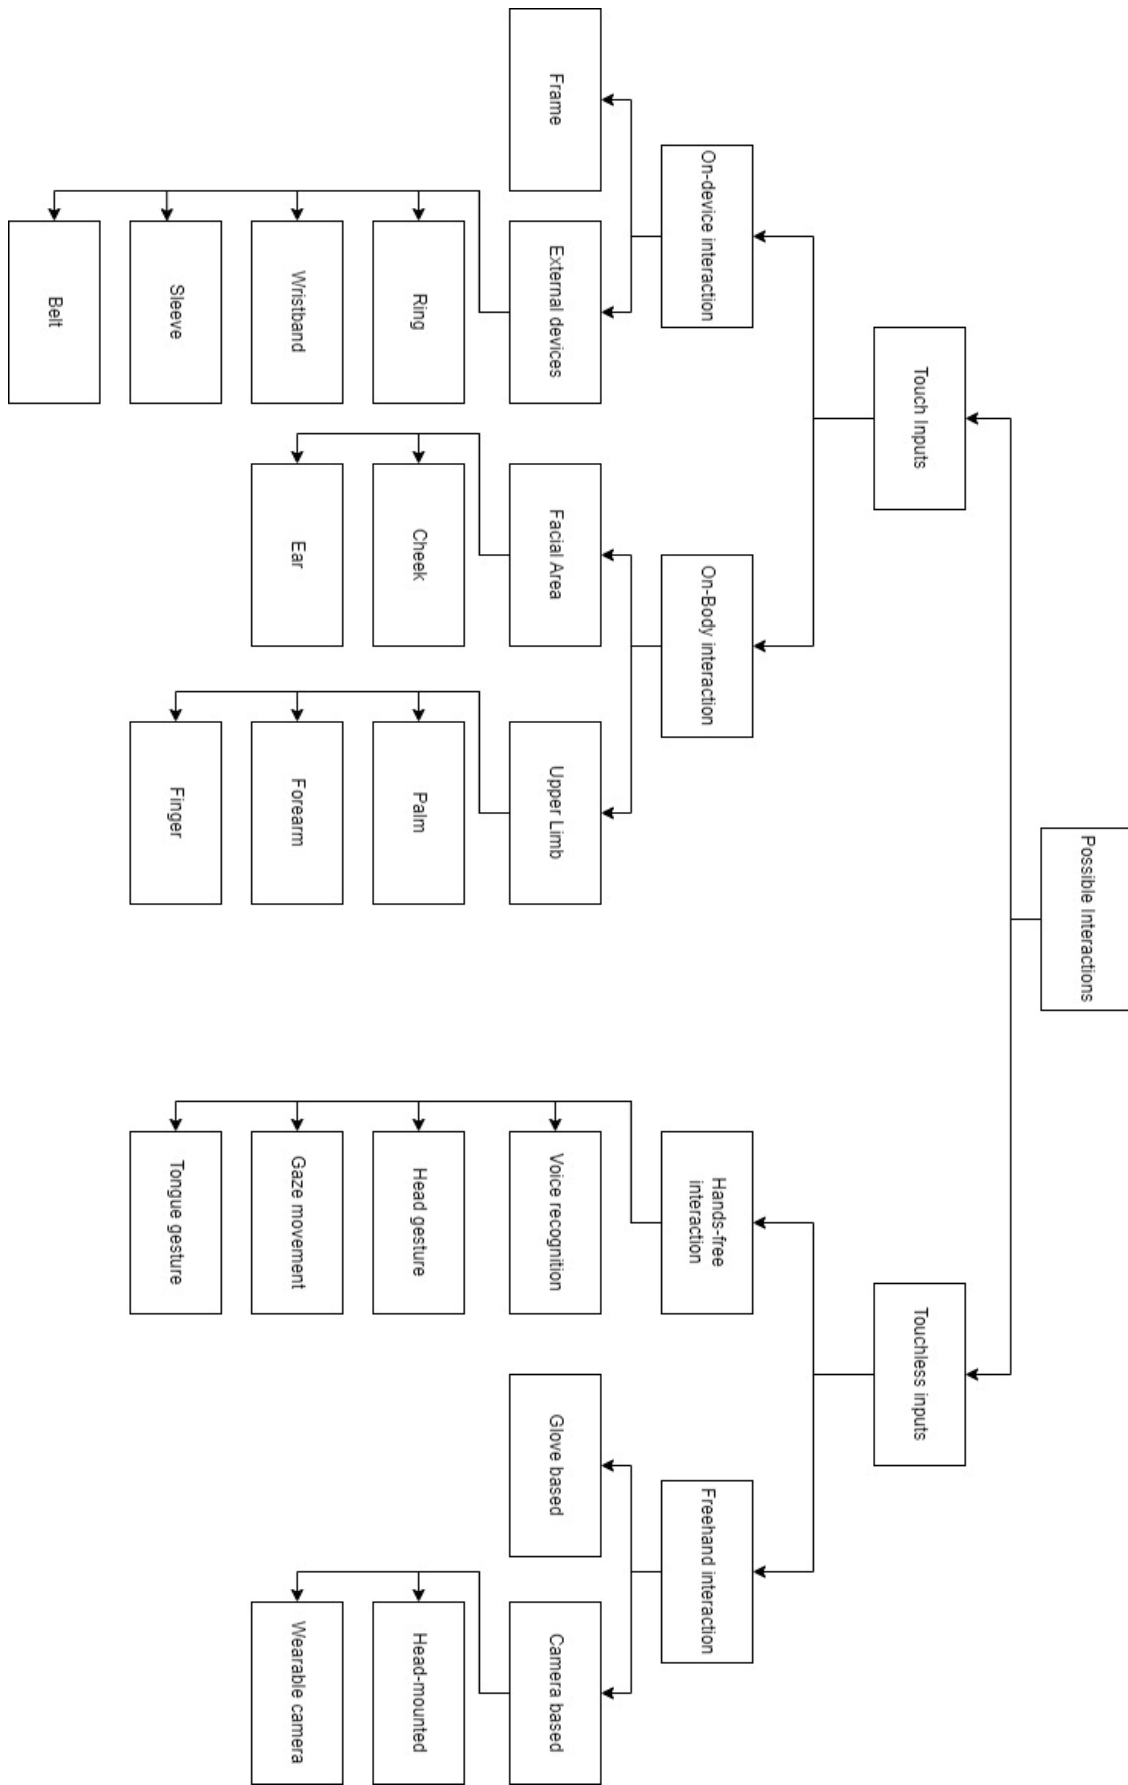 Possible Interactions
Touch Inputs
Touchless inputs
On-device interaction
On-Body interaction
Hands-free
interaction
Freehand interaction
Frame
External devices
Facial Area
Upper Limb
Voice recognition
Glove based
Camera based
Ring
Cheek
Palm
Head gesture
Head-mounted
Wristband
Ear
Forearm
Gaze movement
Wearable camera
Sleeve
Finger
Tongue gesture
Belt